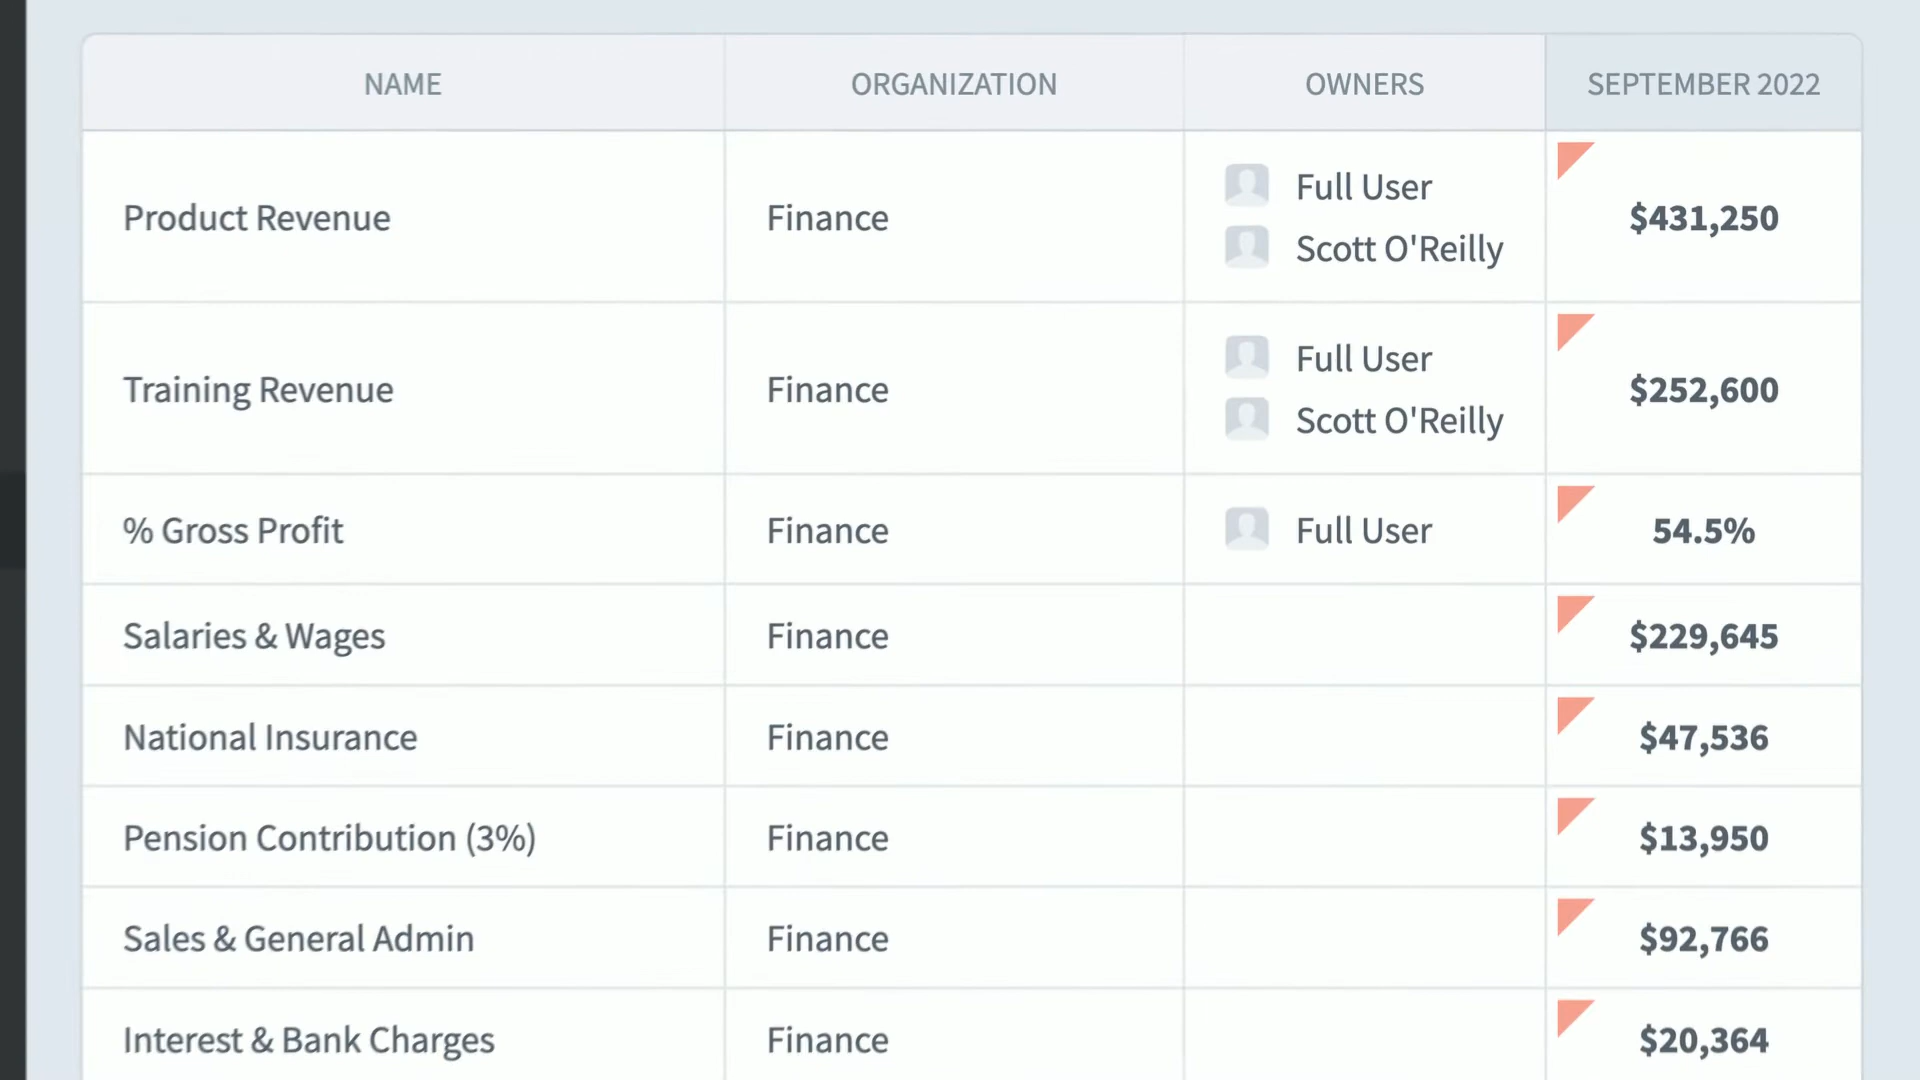 NAME ORGANIZATION OWNERS SEPTEMBER 2022
Product Revenue Finance Full User Scott O'Reilly $431,250
Training Revenue Finance Full User Scott O'Reilly $252,600
% Gross Profit Finance Full User 54.5%
Salaries & Wages Finance $229,645
National Insurance Finance $47,536
Pension Contribution (3%) Finance $13,950
Sales & General Admin Finance $92,766
Interest & Bank Charges Finance $20,364